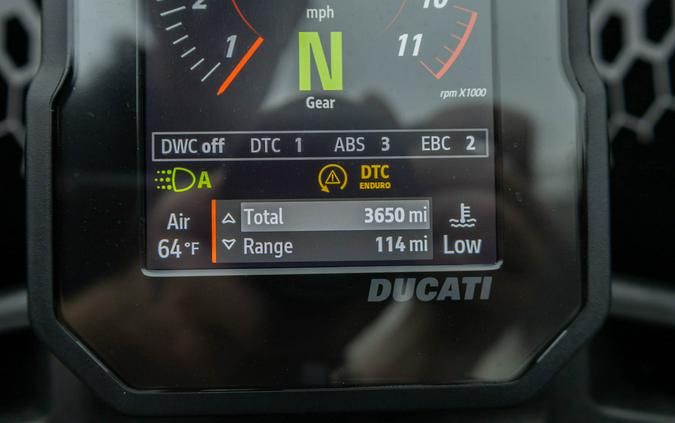 2 mph 10
1 N 11
Gear rpm X1000
DWC off DTC 1 ABS 3 EBC 2
A DTC
ENDURO
Air Total 3650 mi
64°F Range 114 mi Low
DUCATI